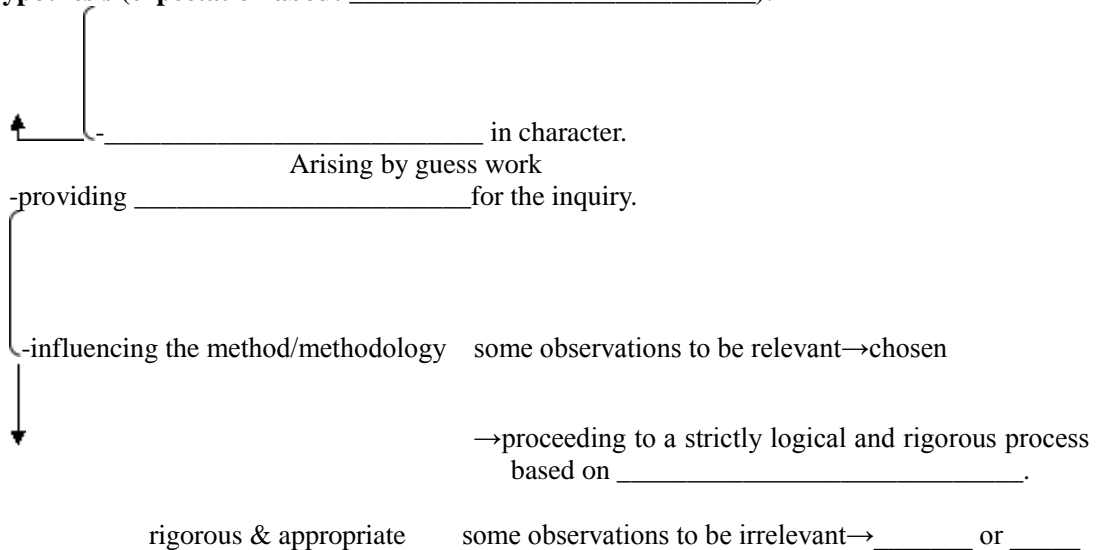 -___________________________ in character.
Arising by guess work
-providing ________________________for the inquiry.
-influencing the method/methodology some observations to be relevant→chosen
→proceeding to a strictly logical and rigorous process
based on _____________________________.
rigorous & appropriate some observations to be irrelevant→_______ or _____